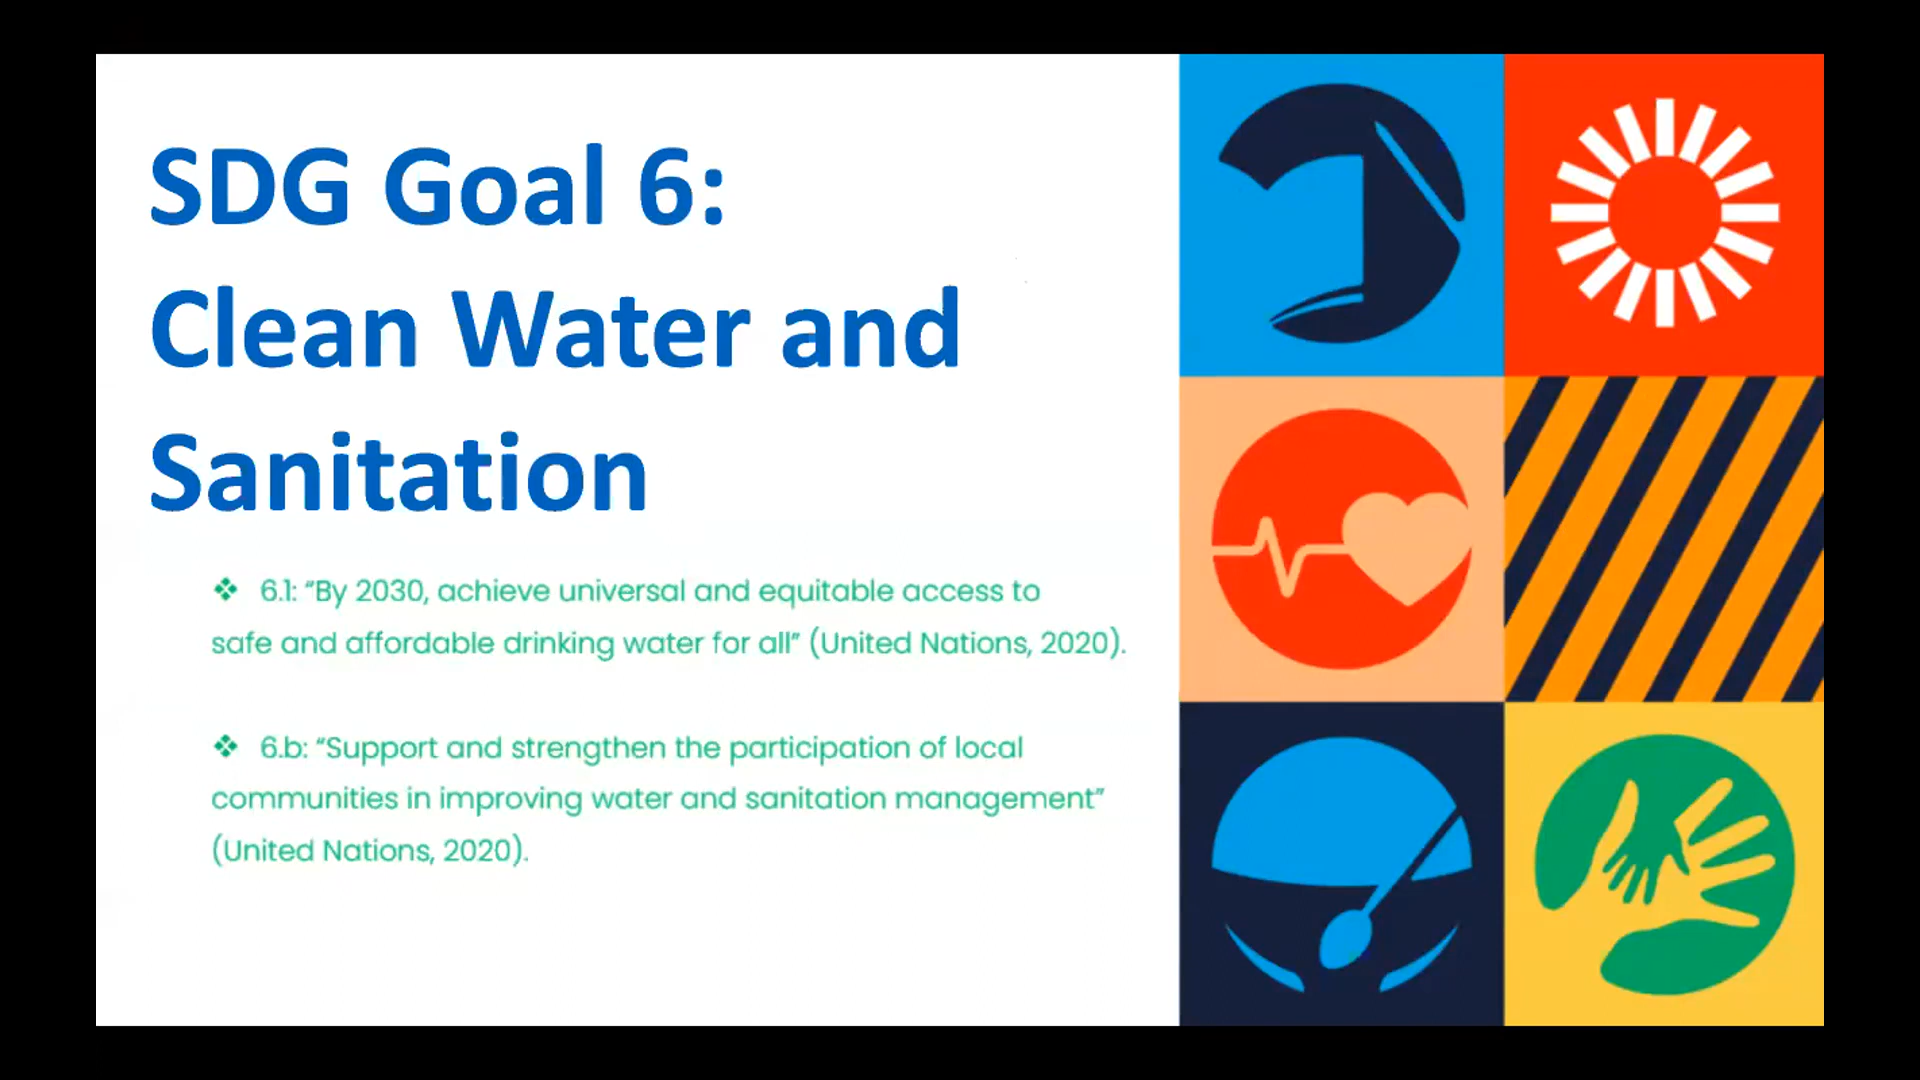 SDG Goal 6:
Clean Water and
Sanitation
❖ 6.1: “By 2030, achieve universal and equitable access to
safe and affordable drinking water for all” (United Nations, 2020).
❖ 6.b: “Support and strengthen the participation of local
communities in improving water and sanitation management”
(United Nations, 2020).